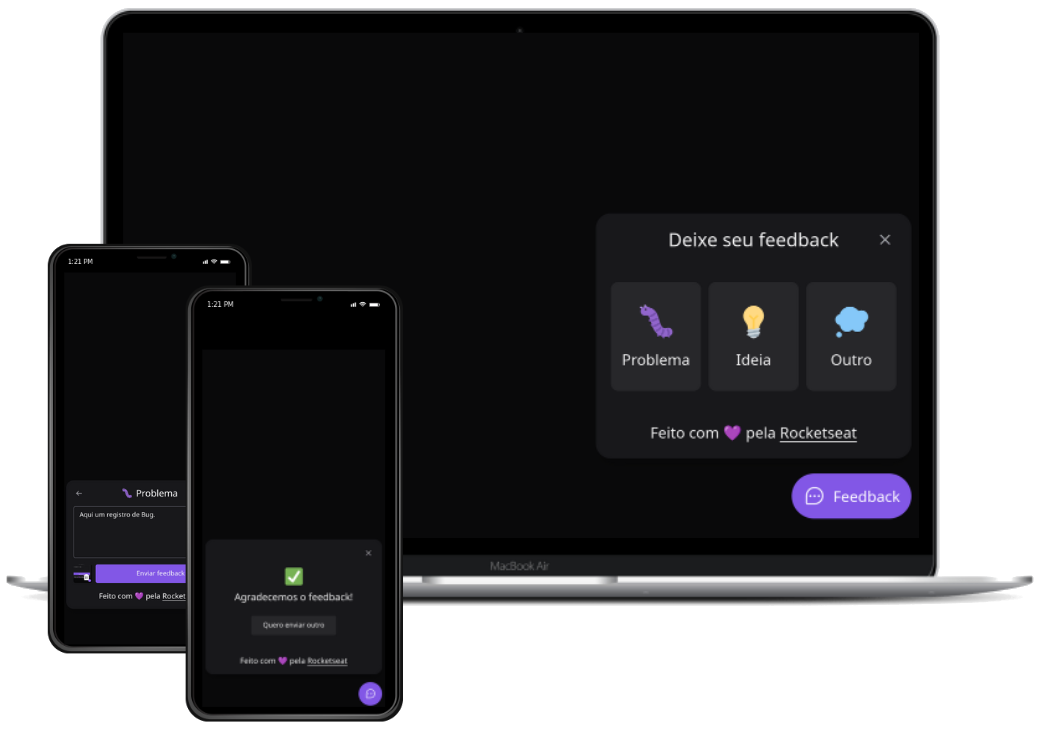 Deixe seu feedback
Problema
Ideia
Outro
Feito com 💜 pela Rocketseat
Feedback
MacBook Air
1:21 PM
Problema
Aqui um registro de Bug.
Enviar feedback
Feito com 💜 pela Rocket
1:21 PM
Agradecemos o feedback!
Quero enviar outro
Feito com 💜 pela Rocketseat